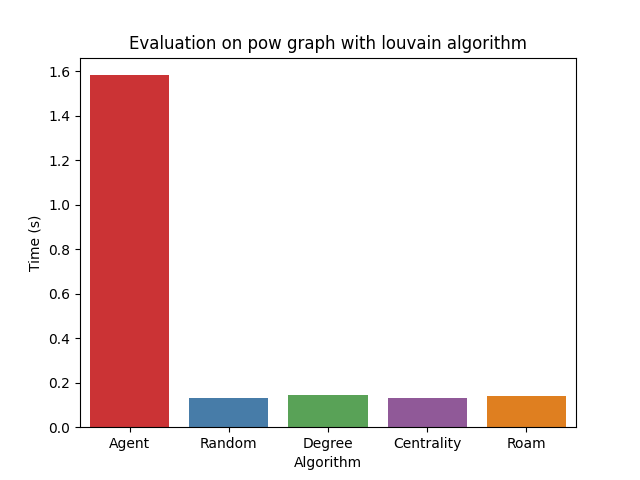 Evaluation on pow graph with louvain algorithm
1.6
1.4
1.2
1.0
0.8
0.6
0.4
0.2
0.0
Time (s)
Agent Random Degree Centrality Roam
Algorithm